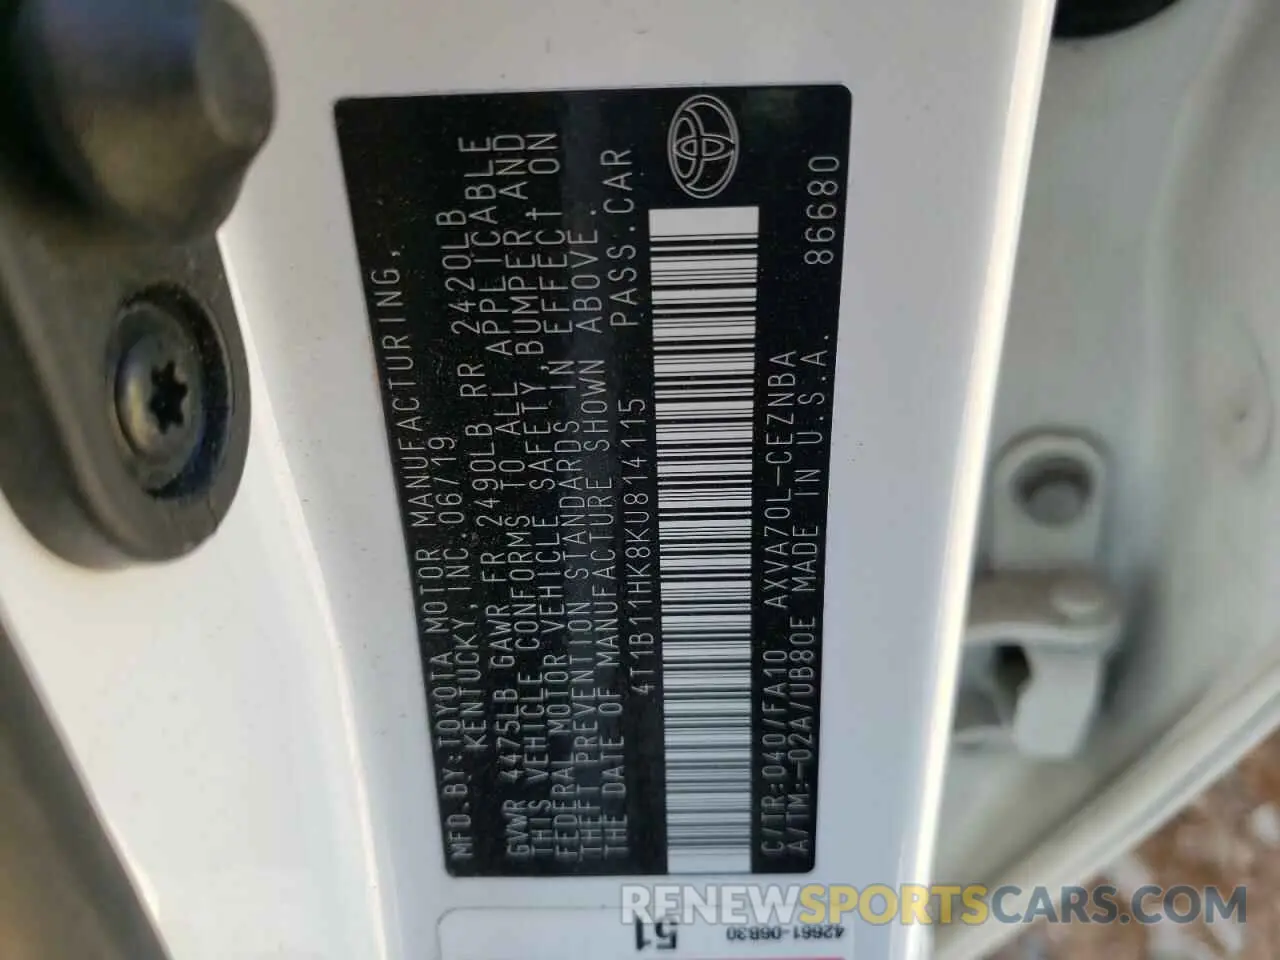 MFD.BY:TOYOTA MOTOR MANUFACTURING,
KENTUCKY,INC.06/19
GVWR 4475LB GAWR FR 2490LB RR 2420LB
THIS VEHICLE CONFORMS TO ALL APPLICABLE
FEDERAL MOTOR VEHICLE SAFETY,BUMPER,AND
THEFT PREVENTION STANDARDS IN EFFECT ON
THE DATE OF MANUFACTURE SHOWN ABOVE.
4T1B11HK8KU814115 PASS.CAR
C/TR:040/FA10 AXVA70L-CEZNBA
A/TM:-02A/UB80E MADE IN U.S.A. 86680
51
42661-06B30
RENEWSPORTSCARS.COM